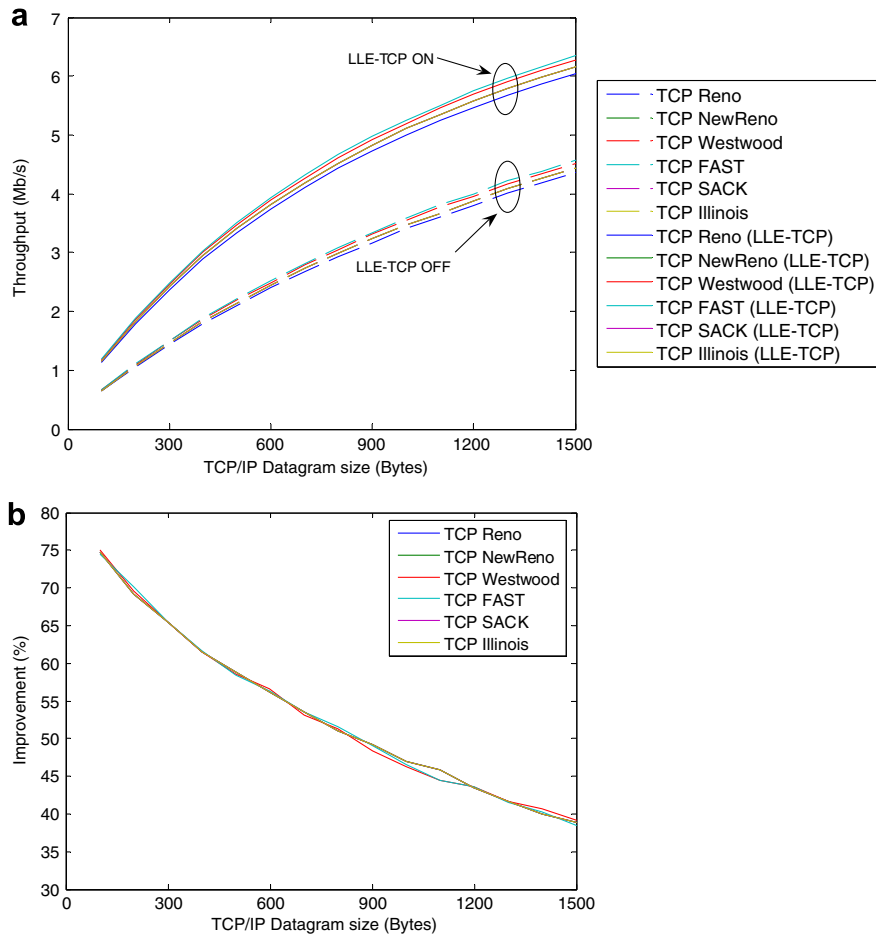 a
7
6
5
4
3
2
1
0
Throughput (Mb/s)
LLE-TCP ON
LLE-TCP OFF
0 300 600 900 1200 1500
TCP/IP Datagram size (Bytes)
TCP Reno
TCP NewReno
TCP Westwood
TCP FAST
TCP SACK
TCP Illinois
TCP Reno (LLE-TCP)
TCP NewReno (LLE-TCP)
TCP Westwood (LLE-TCP)
TCP FAST (LLE-TCP)
TCP SACK (LLE-TCP)
TCP Illinois (LLE-TCP)
b
80
75
70
65
60
55
50
45
40
35
30
Improvement (%)
TCP Reno
TCP NewReno
TCP Westwood
TCP FAST
TCP SACK
TCP Illinois
0 300 600 900 1200 1500
TCP/IP Datagram size (Bytes)